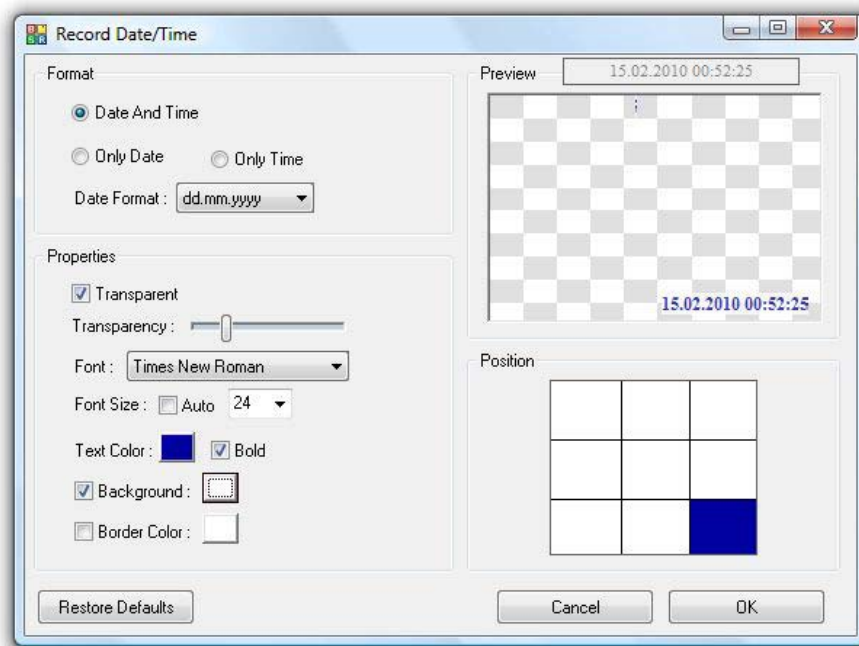 Record Date/Time
Format
Date And Time
Only Date
Only Time
Date Format : dd.mm.yyyy
Properties
Transparent
Transparency :
Font : Times New Roman
Font Size : Auto 24
Text Color : Bold
Background :
Border Color :
Preview 15.02.2010 00:52:25
15.02.2010 00:52:25
Position
Restore Defaults
Cancel
OK